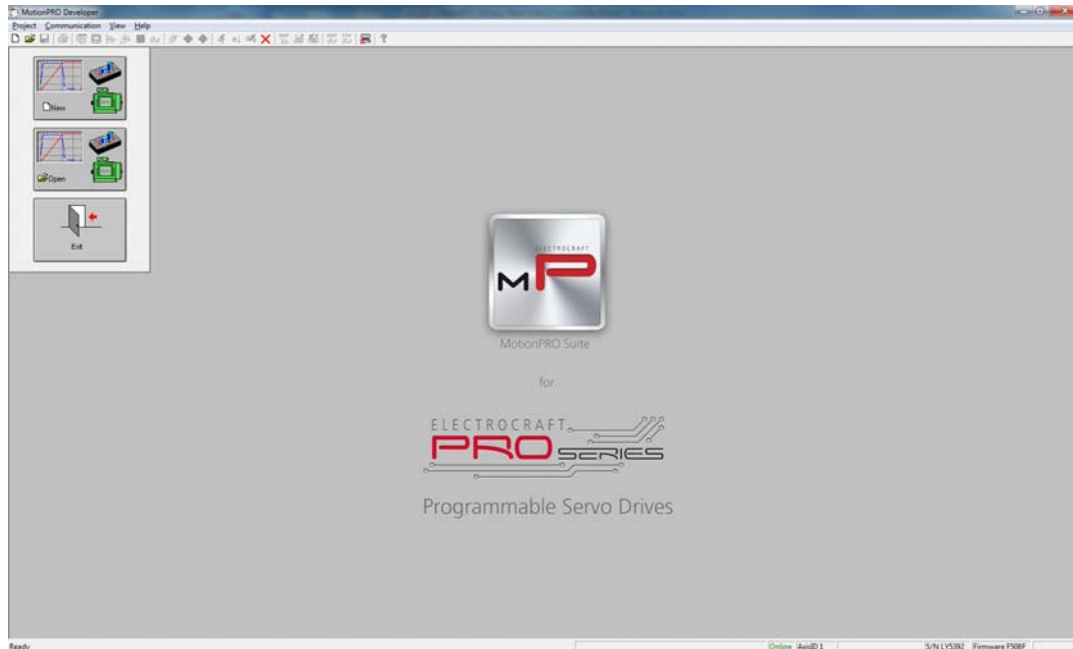 MotionPRO Developer
Project Communication View Help
New
Open
Exit
ELECTROCRAFT
MP
MotionPRO Suite
for
ELECTROCRAFT
PRO SERIES
Programmable Servo Drives
Ready Online AxisID 1 S/N LY5392 Firmware F508F